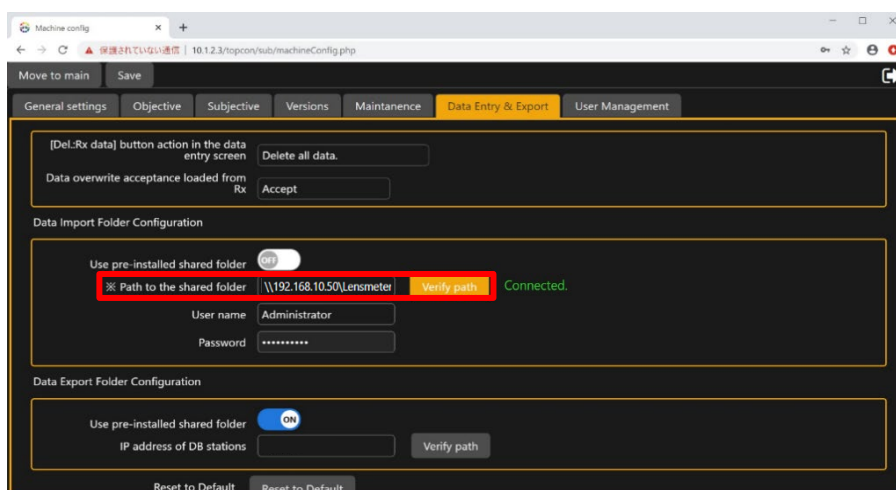 Machine config
保護されていない通信 | 10.1.2.3/topcon/sub/machineConfig.php
Move to main Save
General settings Objective Subjective Versions Maintanence Data Entry & Export User Management
[Del.:Rx data] button action in the data
entry screen Delete all data.
Data overwrite acceptance loaded from
Rx Accept
Data Import Folder Configuration
Use pre-installed shared folder OFF
※ Path to the shared folder \\192.168.10.50\Lensmeter Verify path Connected.
User name Administrator
Password ••••••••••
Data Export Folder Configuration
Use pre-installed shared folder ON
IP address of DB stations Verify path
Reset to Default Reset to Default